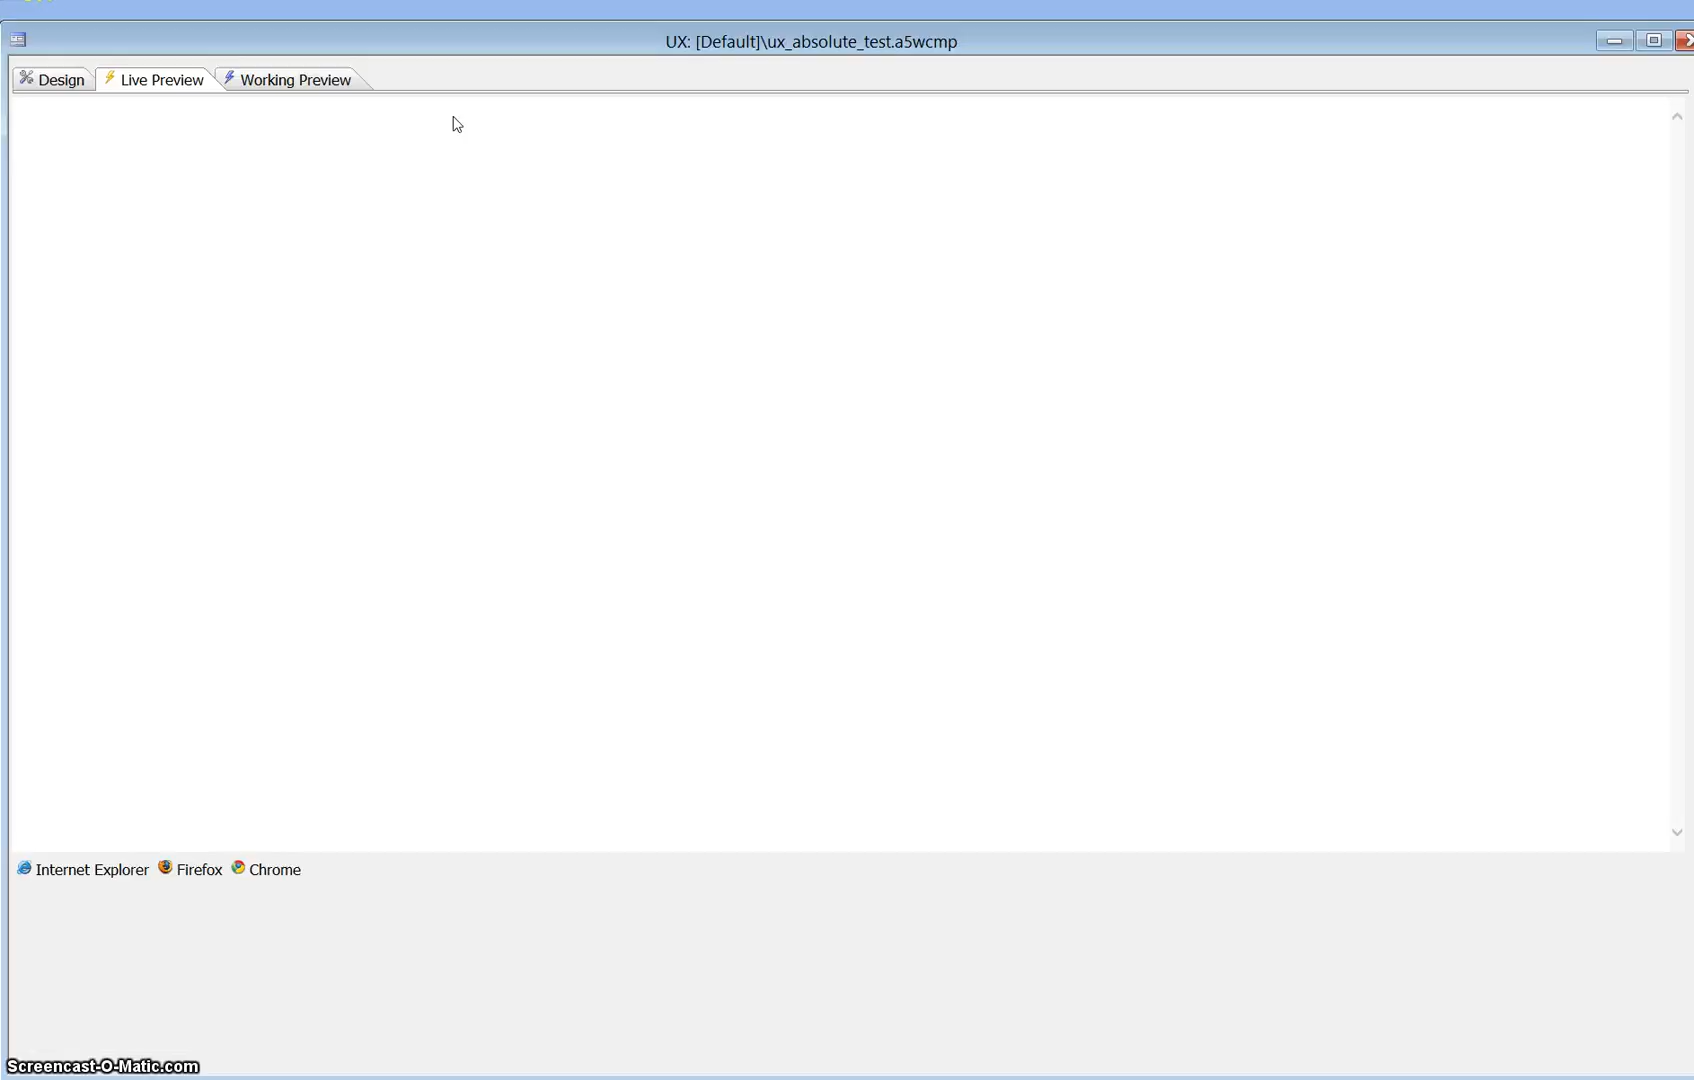 UX: [Default]\ux_absolute_test.a5wcmp
Design Live Preview Working Preview
Internet Explorer Firefox Chrome
Screencast-O-Matic.com